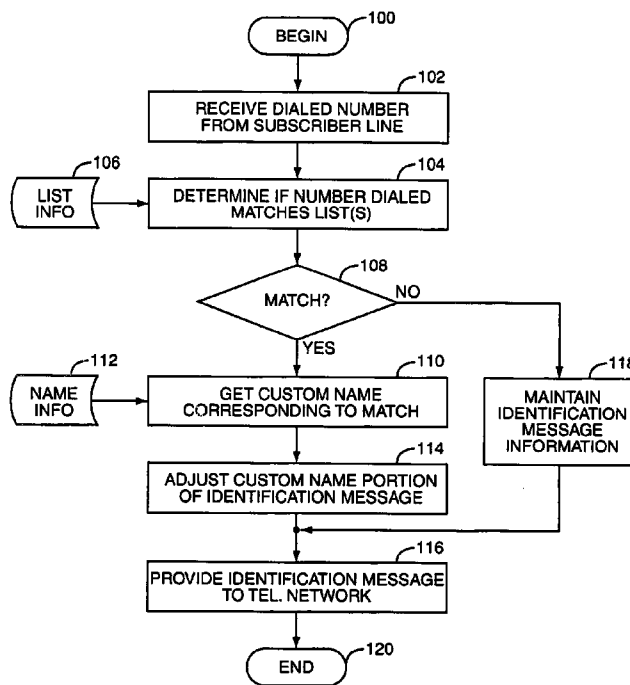 100
BEGIN
102
RECEIVE DIALED NUMBER
FROM SUBSCRIBER LINE
106
104
LIST
INFO
DETERMINE IF NUMBER DIALED
MATCHES LIST(S)
108
MATCH?
NO
YES
112
110
118
NAME
INFO
GET CUSTOM NAME
CORRESPONDING TO MATCH
MAINTAIN
IDENTIFICATION
MESSAGE
INFORMATION
114
ADJUST CUSTOM NAME PORTION
OF IDENTIFICATION MESSAGE
116
PROVIDE IDENTIFICATION MESSAGE
TO TEL. NETWORK
120
END